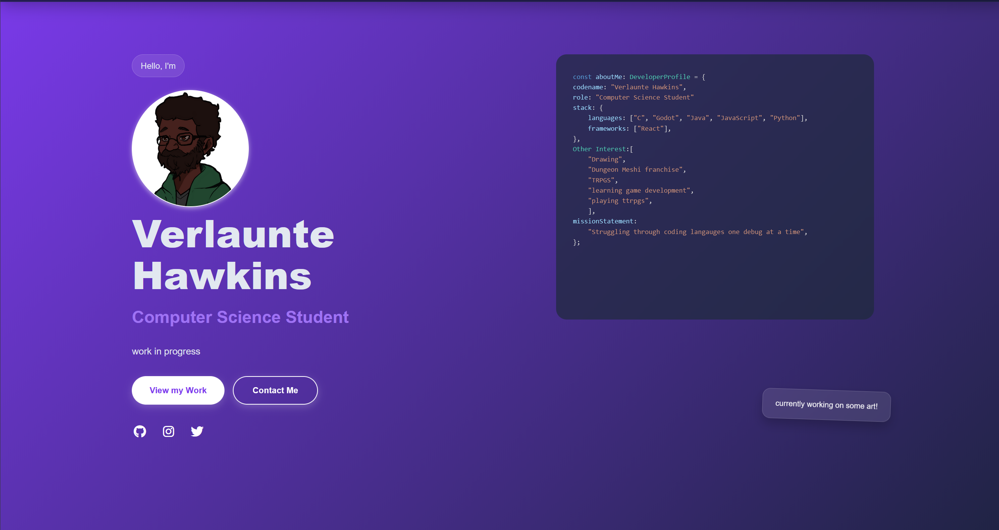 Hello, I'm
Verlaunte
Hawkins
Computer Science Student
work in progress
View my Work
Contact Me
const aboutMe: DeveloperProfile = {
codename: "Verlaunte Hawkins",
role: "Computer Science Student"
stack: {
    languages: ["C", "Godot", "Java", "JavaScript", "Python"],
    frameworks: ["React"],
},
Other Interest:[
    "Drawing",
    "Dungeon Meshi franchise",
    "TRPGS",
    "learning game development",
    "playing ttrpgs",
    ],
missionStatement:
    "Struggling through coding langauges one debug at a time",
};
currently working on some art!